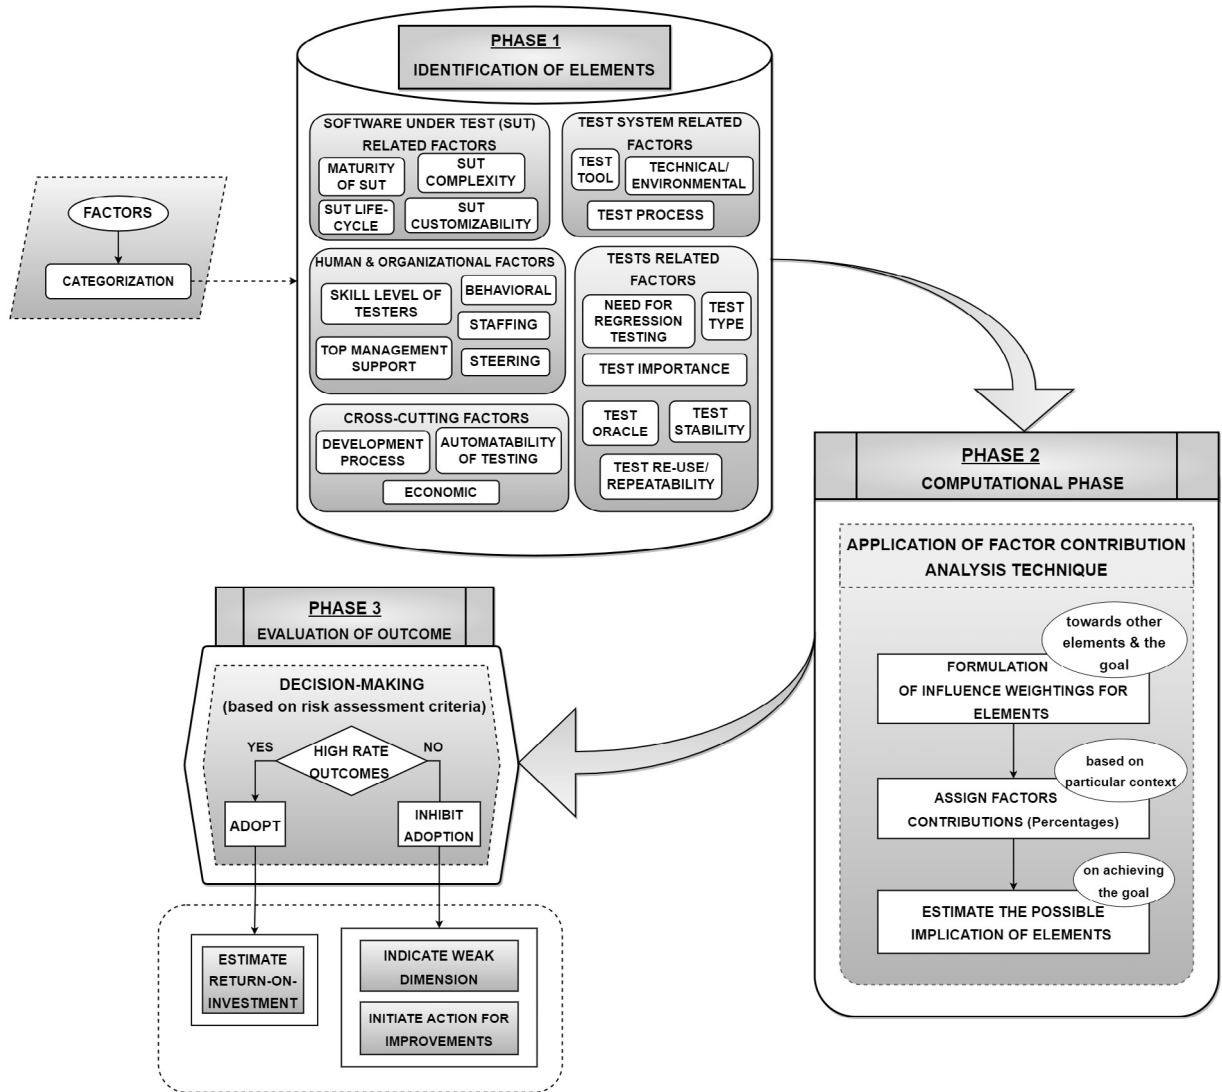 PHASE 1
IDENTIFICATION OF ELEMENTS
SOFTWARE UNDER TEST (SUT)
RELATED FACTORS
MATURITY
OF SUT
SUT
COMPLEXITY
SUT LIFE-
CYCLE
SUT
CUSTOMIZABILITY
TEST SYSTEM RELATED
FACTORS
TEST
TOOL
TECHNICAL/
ENVIRONMENTAL
TEST PROCESS
FACTORS
CATEGORIZATION
HUMAN & ORGANIZATIONAL FACTORS
SKILL LEVEL OF
TESTERS
BEHAVIORAL
STAFFING
TOP MANAGEMENT
SUPPORT
STEERING
TESTS RELATED
FACTORS
NEED FOR
REGRESSION
TESTING
TEST
TYPE
TEST IMPORTANCE
TEST
ORACLE
TEST
STABILITY
TEST RE-USE/
REPEATABILITY
CROSS-CUTTING FACTORS
DEVELOPMENT
PROCESS
AUTOMATABILITY
OF TESTING
ECONOMIC
PHASE 2
COMPUTATIONAL PHASE
APPLICATION OF FACTOR CONTRIBUTION
ANALYSIS TECHNIQUE
towards other
elements & the
goal
FORMULATION
OF INFLUENCE WEIGHTINGS FOR
ELEMENTS
based on
particular context
ASSIGN FACTORS
CONTRIBUTIONS (Percentages)
on achieving
the goal
ESTIMATE THE POSSIBLE
IMPLICATION OF ELEMENTS
PHASE 3
EVALUATION OF OUTCOME
DECISION-MAKING
(based on risk assessment criteria)
YES
HIGH RATE
OUTCOMES
NO
ADOPT
INHIBIT
ADOPTION
ESTIMATE
RETURN-ON-
INVESTMENT
INDICATE WEAK
DIMENSION
INITIATE ACTION FOR
IMPROVEMENTS